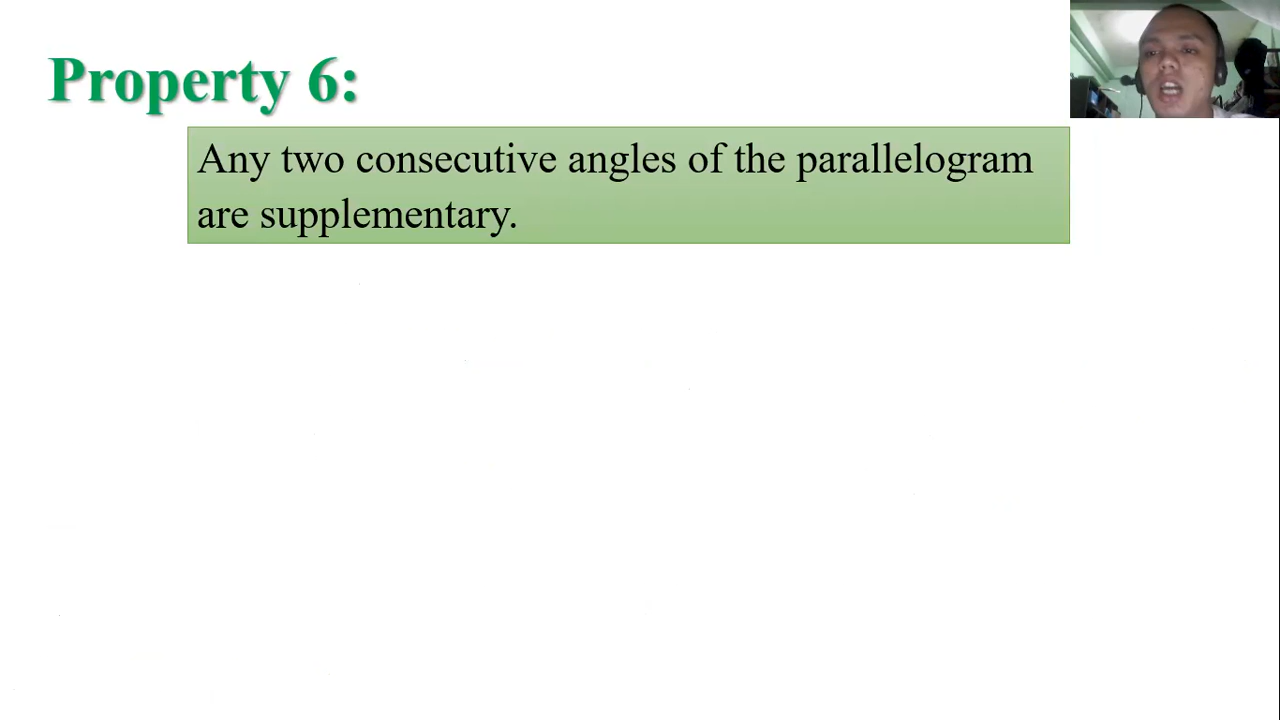 Property 6:
Any two consecutive angles of the parallelogram
are supplementary.